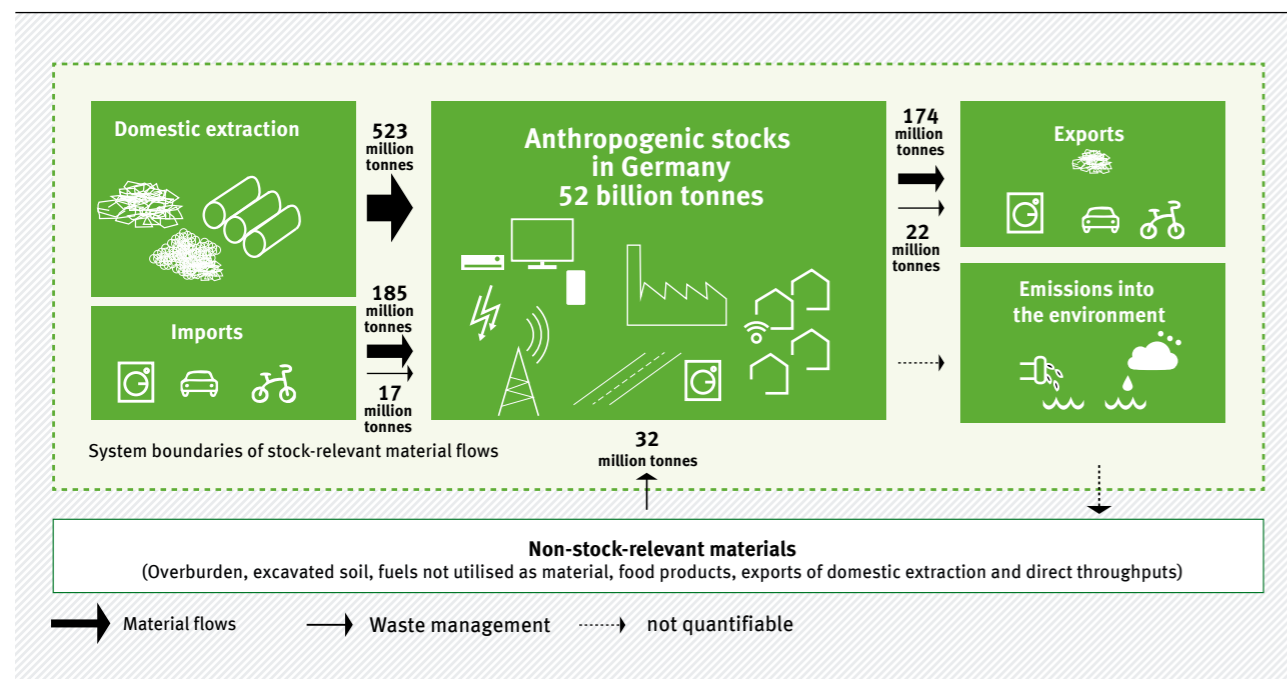 Domestic extraction
523
million
tonnes
Anthropogenic stocks
in Germany
52 billion tonnes
174
million
tonnes
Exports
22
million
tonnes
185
million
tonnes
Imports
17
million
tonnes
Emissions into
the environment
System boundaries of stock-relevant material flows
32
million tonnes
Non-stock-relevant materials
(Overburden, excavated soil, fuels not utilised as material, food products, exports of domestic extraction and direct throughputs)
Material flows
Waste management
not quantifiable